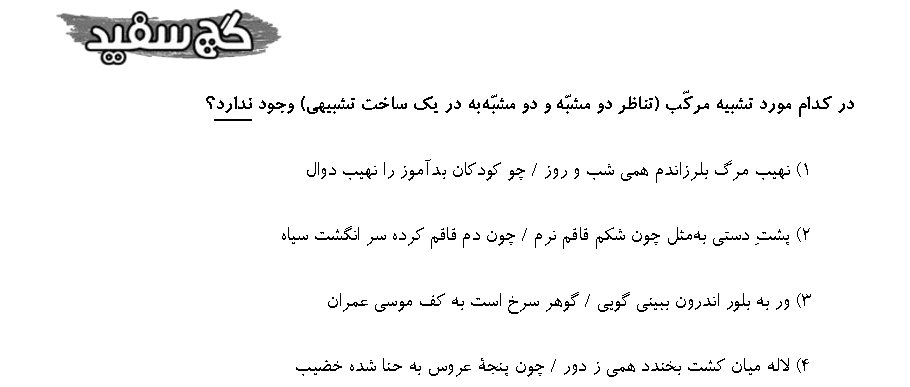 گچ سفید
در کدام مورد تشبیه مرکّب (تناظر دو مشبّه و دو مشبّه‌به در یک ساخت تشبیهی) وجود ندارد؟
۱) نهیب مرگ بلرزاندم همی شب و روز / چو کودکان بدآموز را نهیب دوال
۲) پشتِ دستی به‌مثل چون شکم قاقم نرم / چون دم قاقم کرده سر انگشت سیاه
۳) ور به بلور اندرون ببینی گویی / گوهر سرخ است به کف موسی عمران
۴) لاله میان کشت بخندد همی ز دور / چون پنجهٔ عروس به حنا شده خضیب